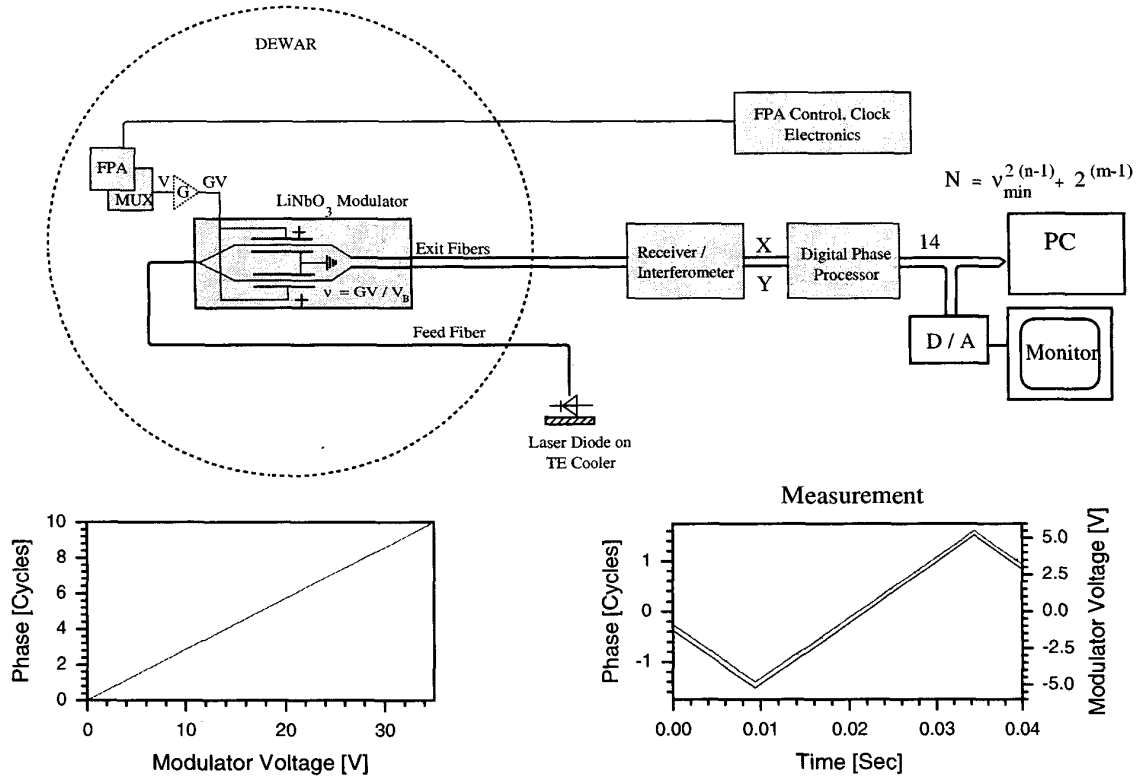 DEWAR
FPA Control, Clock
Electronics
FPA
MUX
V
G
GV
LiNbO3 Modulator
+
+
ν = GV / VB
Exit Fibers
Feed Fiber
Receiver /
Interferometer
X
Y
Digital Phase
Processor
14
N = ν min 2 (n-1) + 2 (m-1)
PC
D / A
Monitor
Laser Diode on
TE Cooler
Phase [Cycles]
10
8
6
4
2
0
0 10 20 30
Modulator Voltage [V]
Measurement
Phase [Cycles]
1
0
-1
5.0
2.5
0.0
-2.5
-5.0
Modulator Voltage [V]
0.00 0.01 0.02 0.03 0.04
Time [Sec]